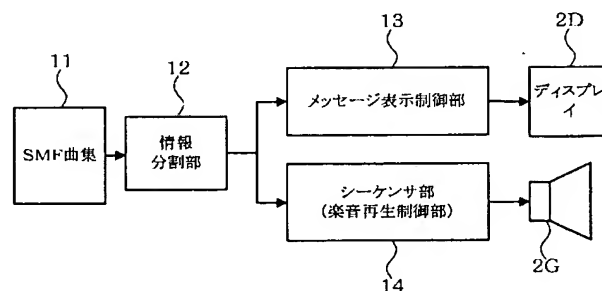 13
2D
11
12
メッセージ表示制御部
ディスプレ
イ
SMF曲集
情報
分割部
シーケンサ部
(楽音再生制御部)
14
2G